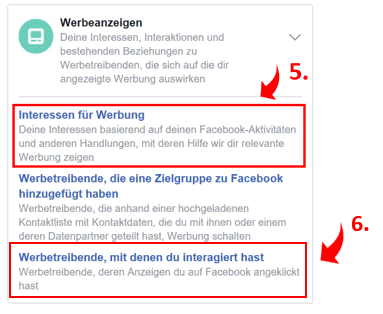 Werbeanzeigen
Deine Interessen, Interaktionen und
bestehenden Beziehungen zu
Werbetreibenden, die sich auf die dir
angezeigte Werbung auswirken
5.
Interessen für Werbung
Deine Interessen basierend auf deinen Facebook-Aktivitäten
und anderen Handlungen, mit deren Hilfe wir dir relevante
Werbung zeigen
Werbetreibende, die eine Zielgruppe zu Facebook
hinzugefügt haben
Werbetreibende, die anhand einer hochgeladenen
Kontaktliste mit Kontaktdaten, die du mit ihnen oder einem
deren Datenpartner geteilt hast, Werbung schalten
6.
Werbetreibende, mit denen du interagiert hast
Werbetreibende, deren Anzeigen du auf Facebook angeklickt
hast